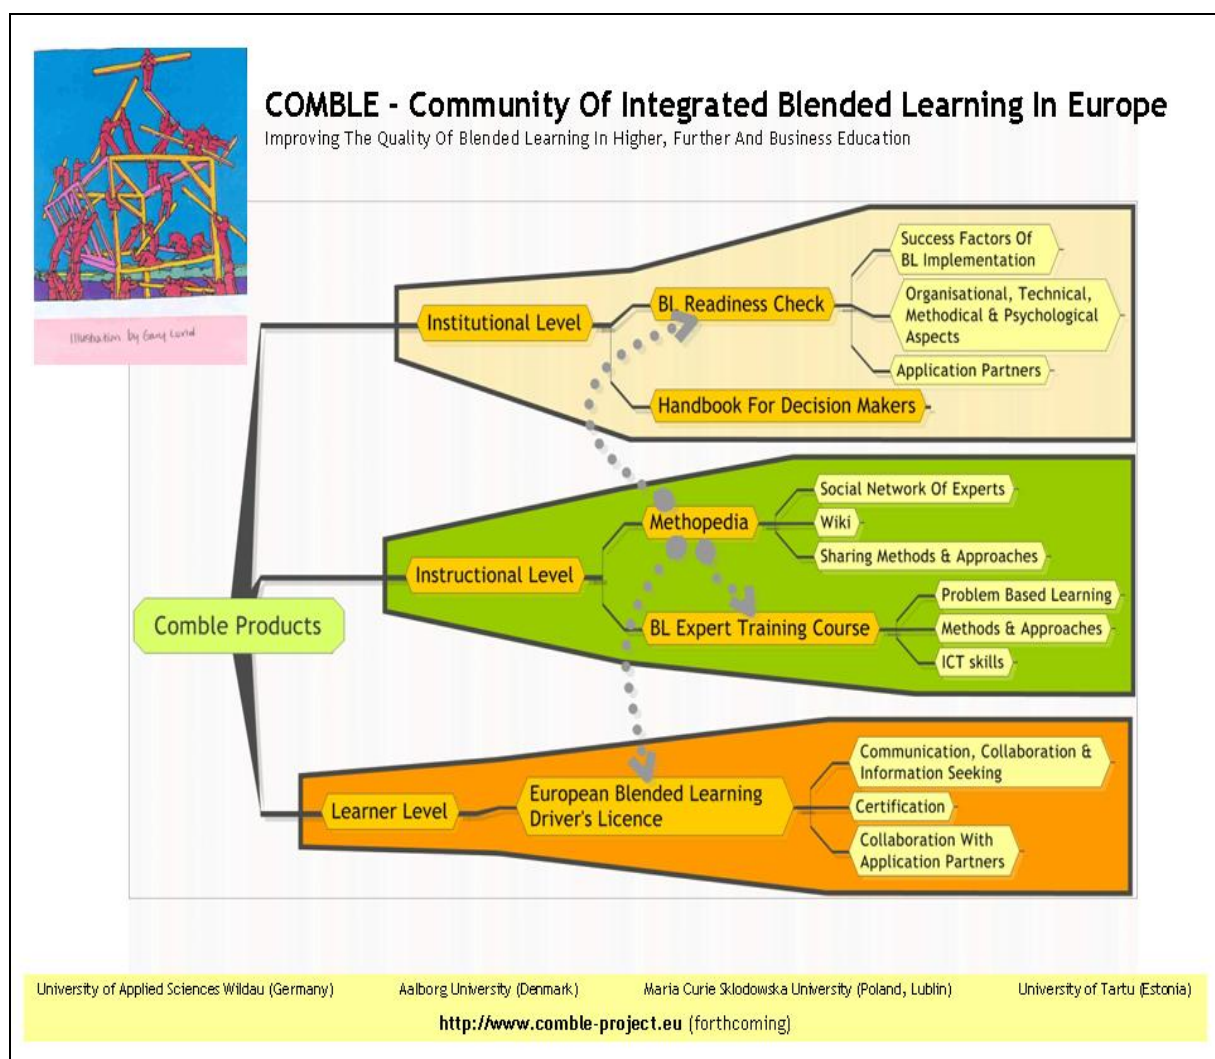 COMBLE - Community Of Integrated Blended Learning In Europe
Improving The Quality Of Blended Learning In Higher, Further And Business Education
Illustration by Gary Lund
Comble Products
Institutional Level
BL Readiness Check
Success Factors Of
BL Implementation
Organisational, Technical,
Methodical & Psychological
Aspects
Application Partners
Handbook For Decision Makers
Instructional Level
Methopedia
Social Network Of Experts
Wiki
Sharing Methods & Approaches
BL Expert Training Course
Problem Based Learning
Methods & Approaches
ICT skills
Learner Level
European Blended Learning
Driver's Licence
Communication, Collaboration &
Information Seeking
Certification
Collaboration With
Application Partners
University of Applied Sciences Wildau (Germany)
Aalborg University (Denmark)
Maria Curie Sklodowska University (Poland, Lublin)
University of Tartu (Estonia)
http://www.comble-project.eu (forthcoming)